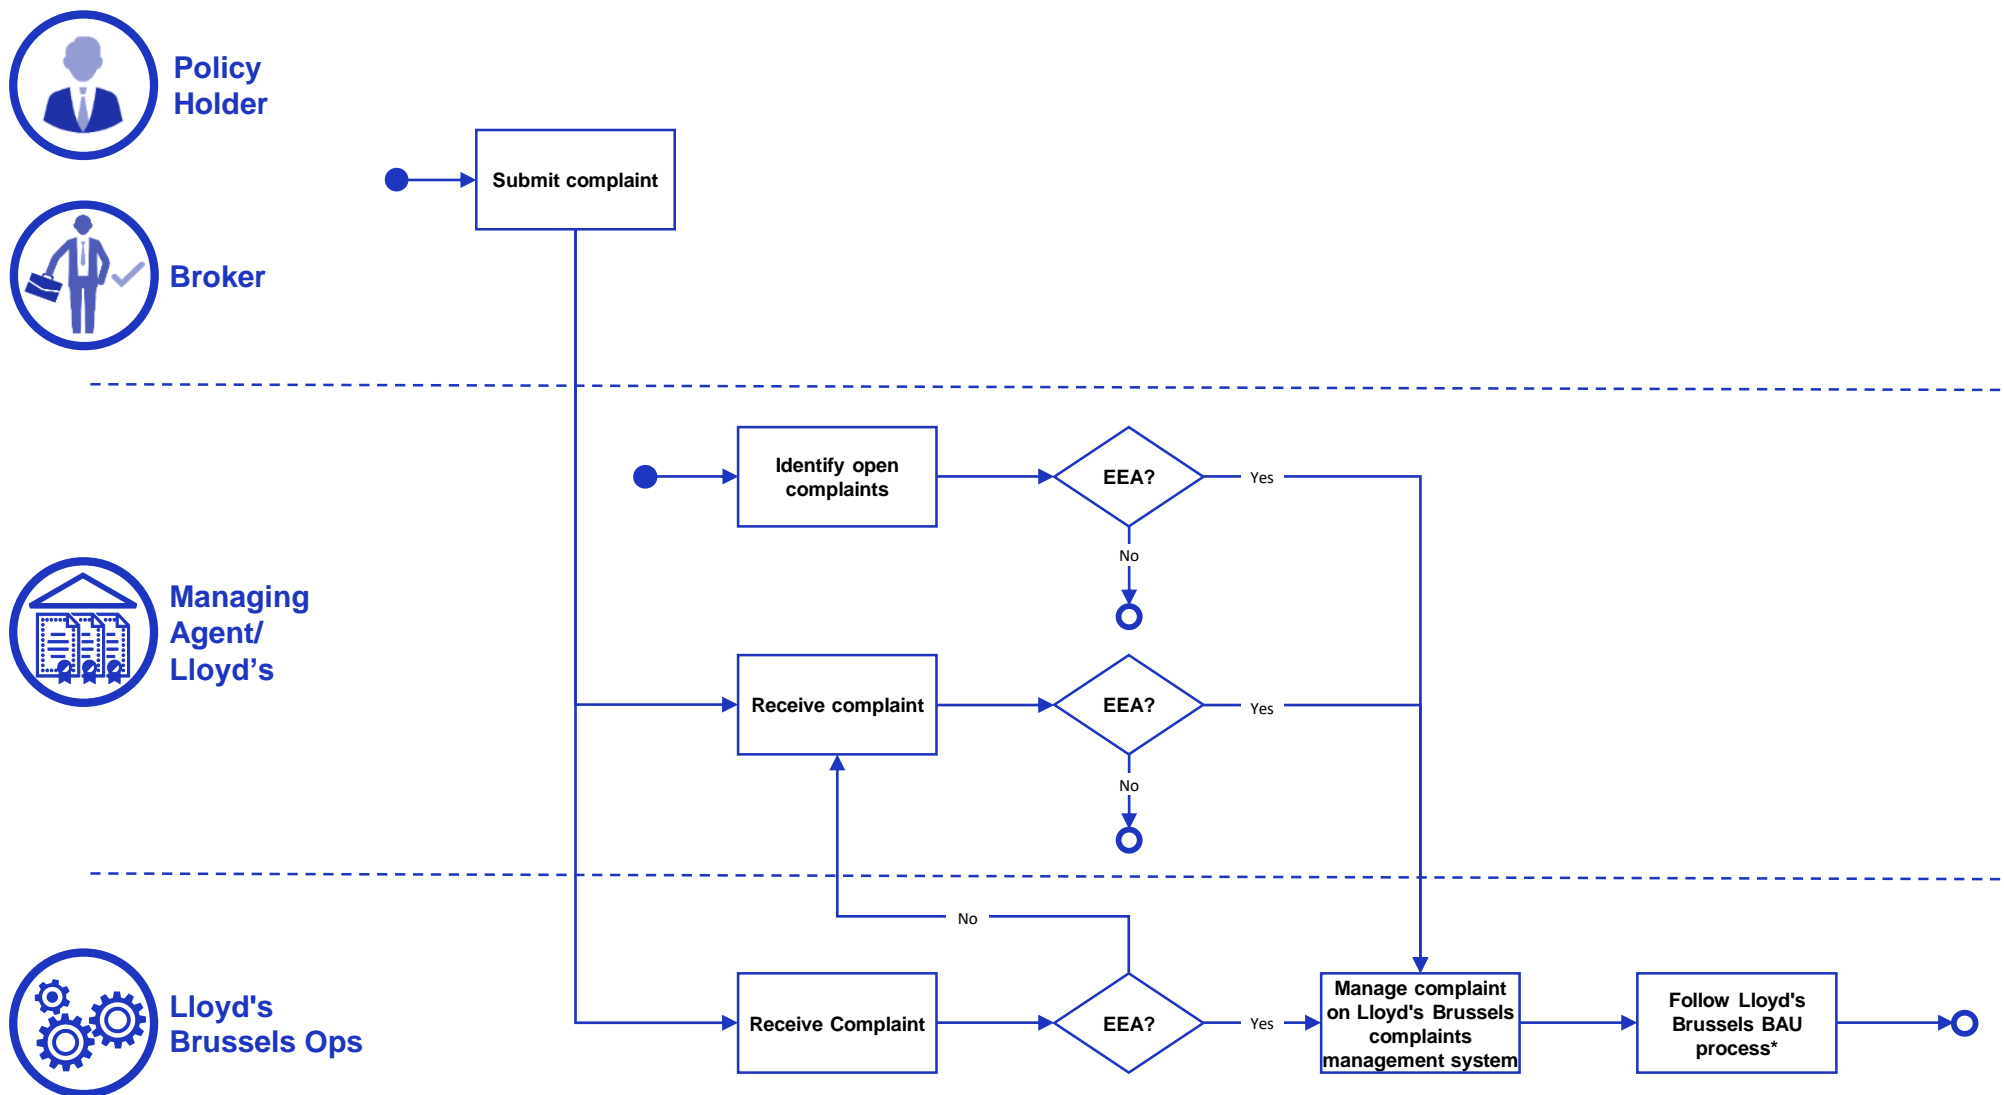 Policy
Holder
Submit complaint
Broker
Identify open
complaints
EEA?
Yes
No
Managing
Agent/
Lloyd’s
Receive complaint
EEA?
Yes
No
No
Lloyd's
Brussels Ops
Receive Complaint
EEA?
Yes
Manage complaint
on Lloyd's Brussels
complaints
management system
Follow Lloyd's
Brussels BAU
process*